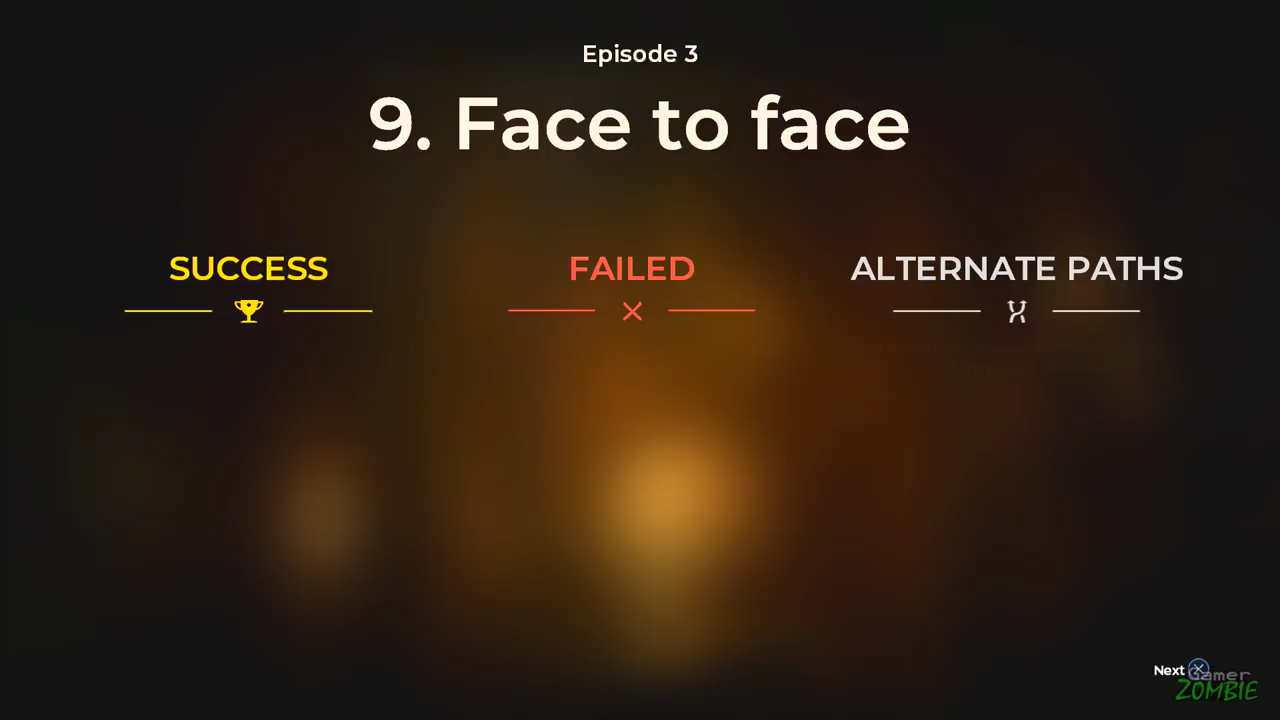 Episode 3
9. Face to face
SUCCESS
FAILED
ALTERNATE PATHS
Next
Gamer
ZOMBIE